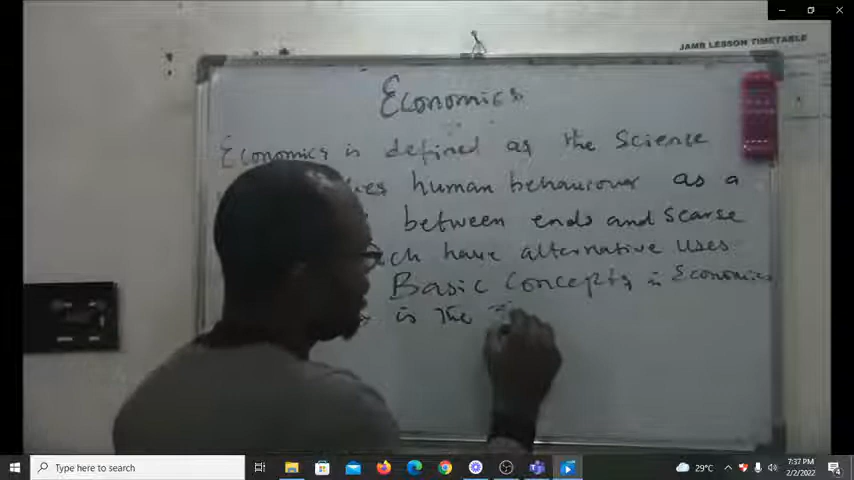 JAMB LESSON TIMETABLE
Economics
Economics is defined as the Science
human behaviour as a
between ends and Scarse
have alternative uses
Basic Concepts in Economics
is the
Type here to search
29°C
7:37 PM
2/2/2022